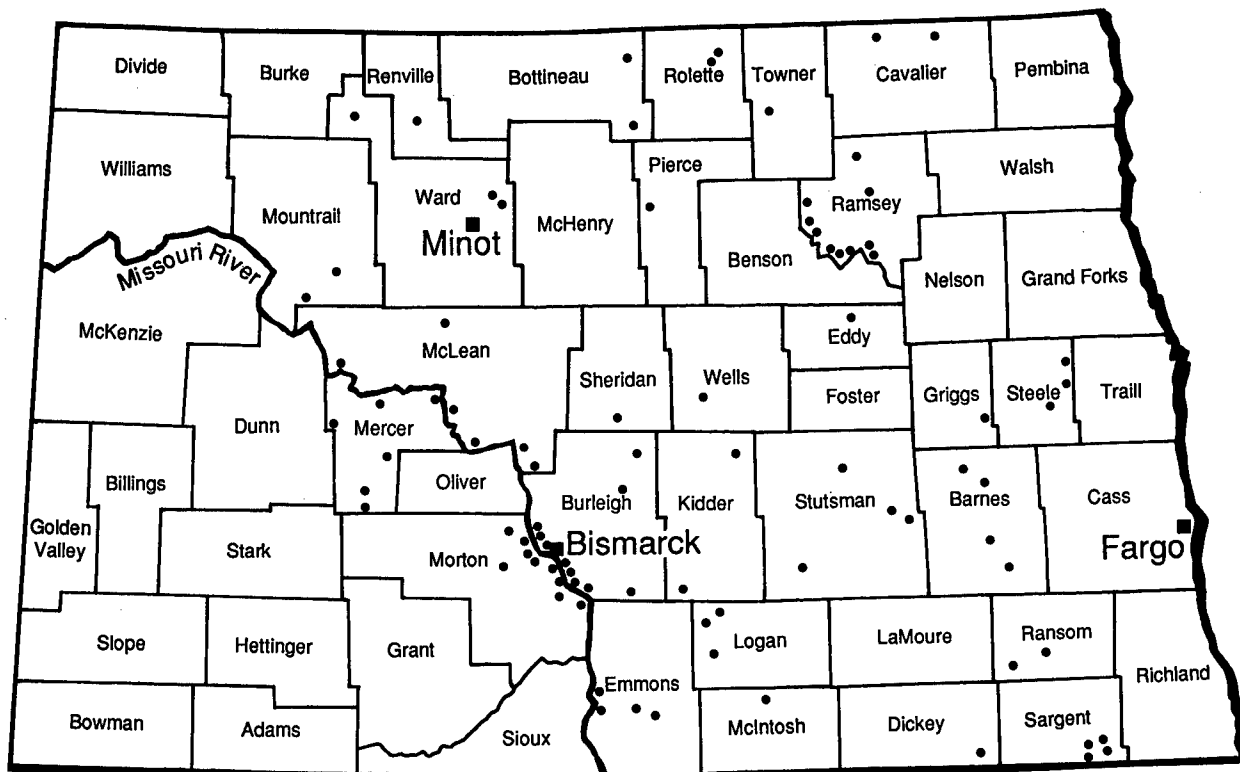 Divide
Burke
Renville
Bottineau
Rolette
Towner
Cavalier
Pembina
Williams
Mountrail
Ward
Minot
McHenry
Pierce
Benson
Ramsey
Walsh
Nelson
Grand Forks
Missouri River
McKenzie
McLean
Sheridan
Wells
Eddy
Foster
Griggs
Steele
Traill
Dunn
Mercer
Oliver
Billings
Golden
Valley
Stark
Morton
Burleigh
Bismarck
Kidder
Stutsman
Barnes
Cass
Fargo
Slope
Hettinger
Grant
Emmons
Logan
LaMoure
Ransom
Richland
Bowman
Adams
Sioux
McIntosh
Dickey
Sargent